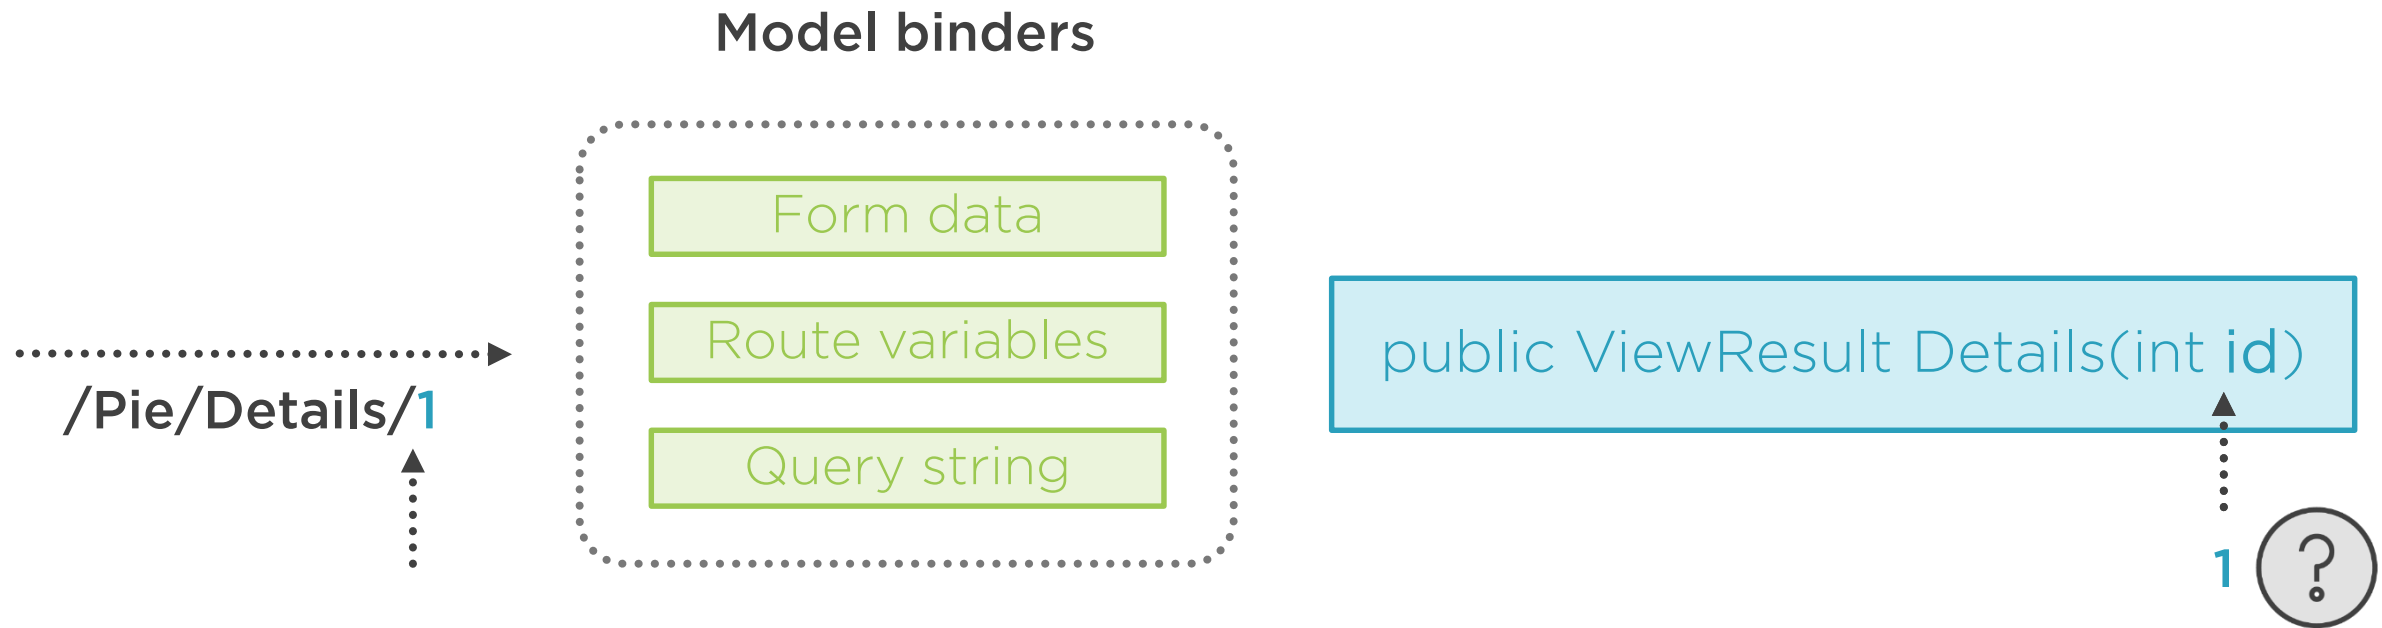 Model binders
Form data
Route variables
Query string
/Pie/Details/1
public ViewResult Details(int id)
1
?